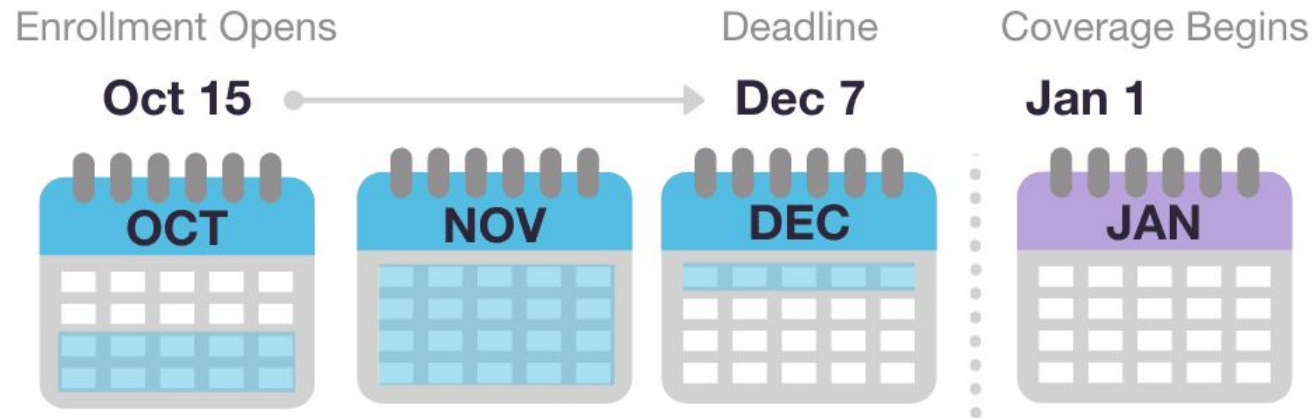 Enrollment Opens
Deadline
Coverage Begins
Oct 15
Dec 7
Jan 1
OCT
NOV
DEC
JAN